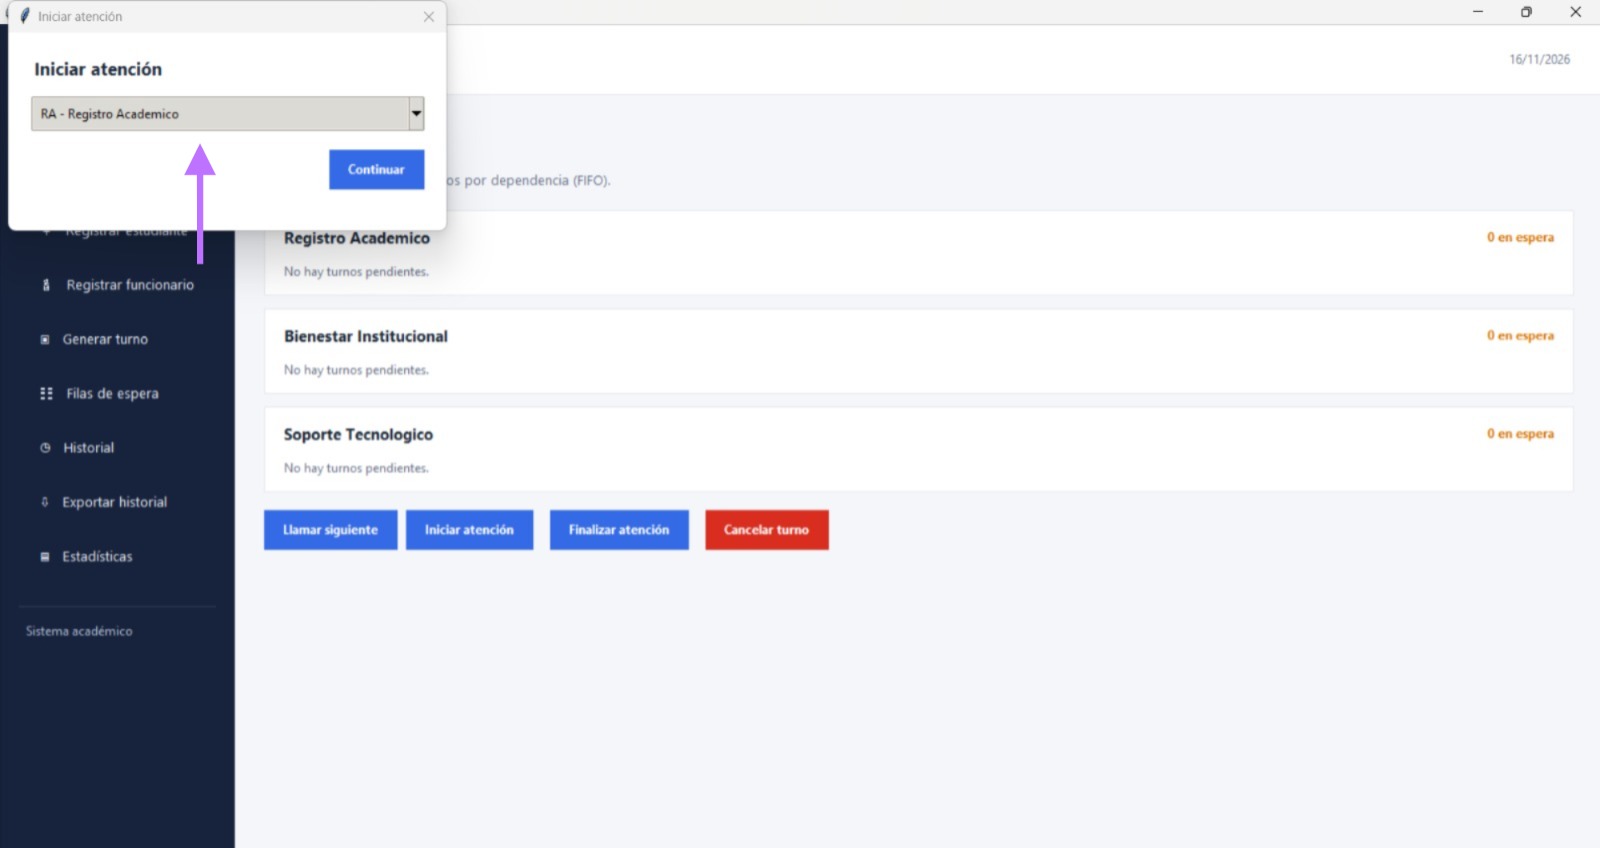 Iniciar atención
Iniciar atención
RA - Registro Academico
Continuar
16/11/2026
os por dependencia (FIFO).
Registrar estudiante
Registrar funcionario
Generar turno
Filas de espera
Historial
Exportar historial
Estadísticas
Sistema académico
Registro Academico
0 en espera
No hay turnos pendientes.
Bienestar Institucional
0 en espera
No hay turnos pendientes.
Soporte Tecnologico
0 en espera
No hay turnos pendientes.
Llamar siguiente
Iniciar atención
Finalizar atención
Cancelar turno